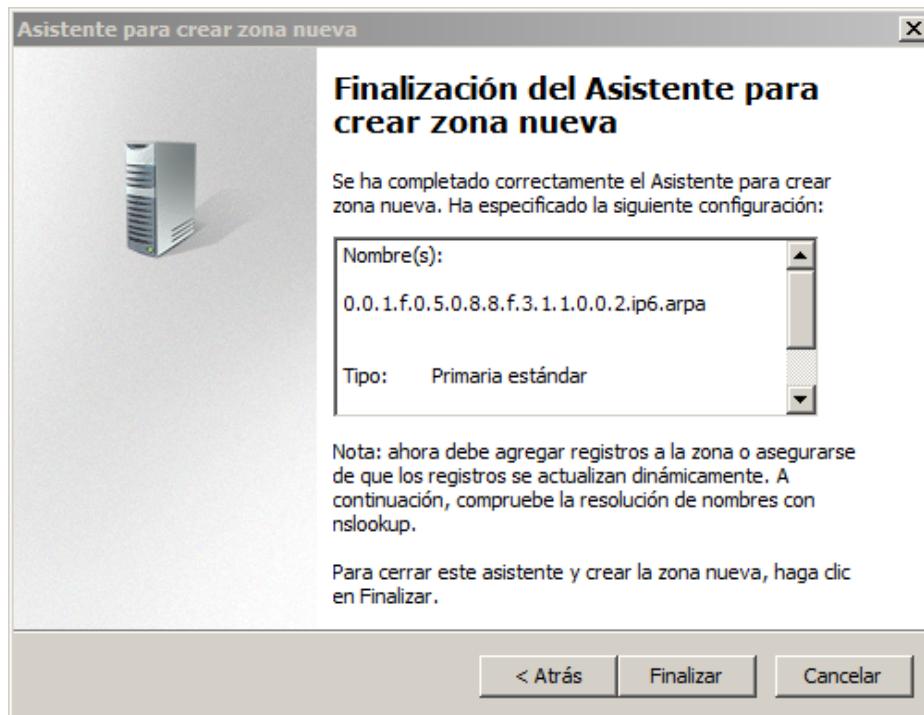 Asistente para crear zona nueva
Finalización del Asistente para
crear zona nueva
Se ha completado correctamente el Asistente para crear
zona nueva. Ha especificado la siguiente configuración:
Nombre(s):
0.0.1.f.0.5.0.8.8.f.3.1.1.0.0.2.ip6.arpa
Tipo: Primaria estándar
Nota: ahora debe agregar registros a la zona o asegurarse
de que los registros se actualizan dinámicamente. A
continuación, compruebe la resolución de nombres con
nslookup.
Para cerrar este asistente y crear la zona nueva, haga clic
en Finalizar.
< Atrás Finalizar Cancelar